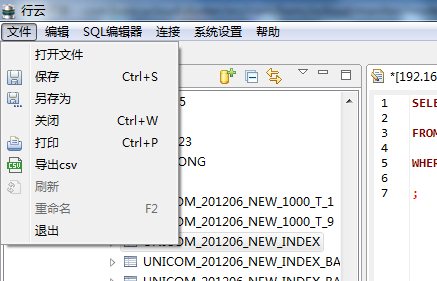 行云
文件 编辑 SQL编辑器 连接 系统设置 帮助
打开文件
保存 Ctrl+S
另存为
关闭 Ctrl+W
打印 Ctrl+P
导出csv
刷新
重命名 F2
退出
5
23
ONG
COM_201206_NEW_1000_T_1
COM_201206_NEW_1000_T_9
UNICOM_201206_NEW_INDEX
UNICOM_201206_NEW_INDEX_BA
*[192.16
1 SELE
2
3 FROM
4
5 WHER
6
7 ;